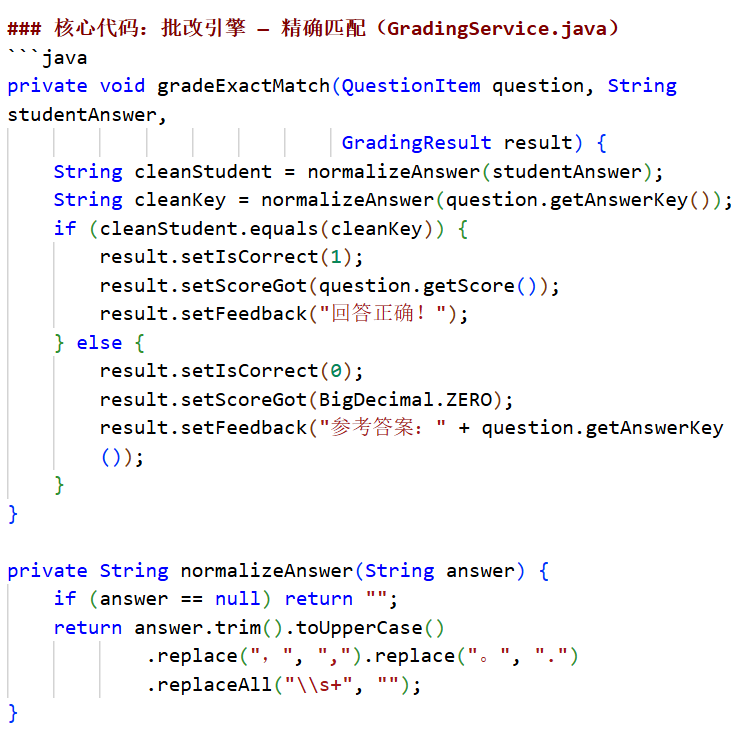 ### 核心代码：批改引擎 — 精确匹配（GradingService.java）
```java
private void gradeExactMatch(QuestionItem question, String
studentAnswer,
GradingResult result) {
String cleanStudent = normalizeAnswer(studentAnswer);
String cleanKey = normalizeAnswer(question.getAnswerKey());
if (cleanStudent.equals(cleanKey)) {
result.setIsCorrect(1);
result.setScoreGot(question.getScore());
result.setFeedback("回答正确！");
} else {
result.setIsCorrect(0);
result.setScoreGot(BigDecimal.ZERO);
result.setFeedback("参考答案：" + question.getAnswerKey
());
}
}
private String normalizeAnswer(String answer) {
if (answer == null) return "";
return answer.trim().toUpperCase()
.replace("，", ",").replace("。", ".")
.replaceAll("\\s+", "");
}